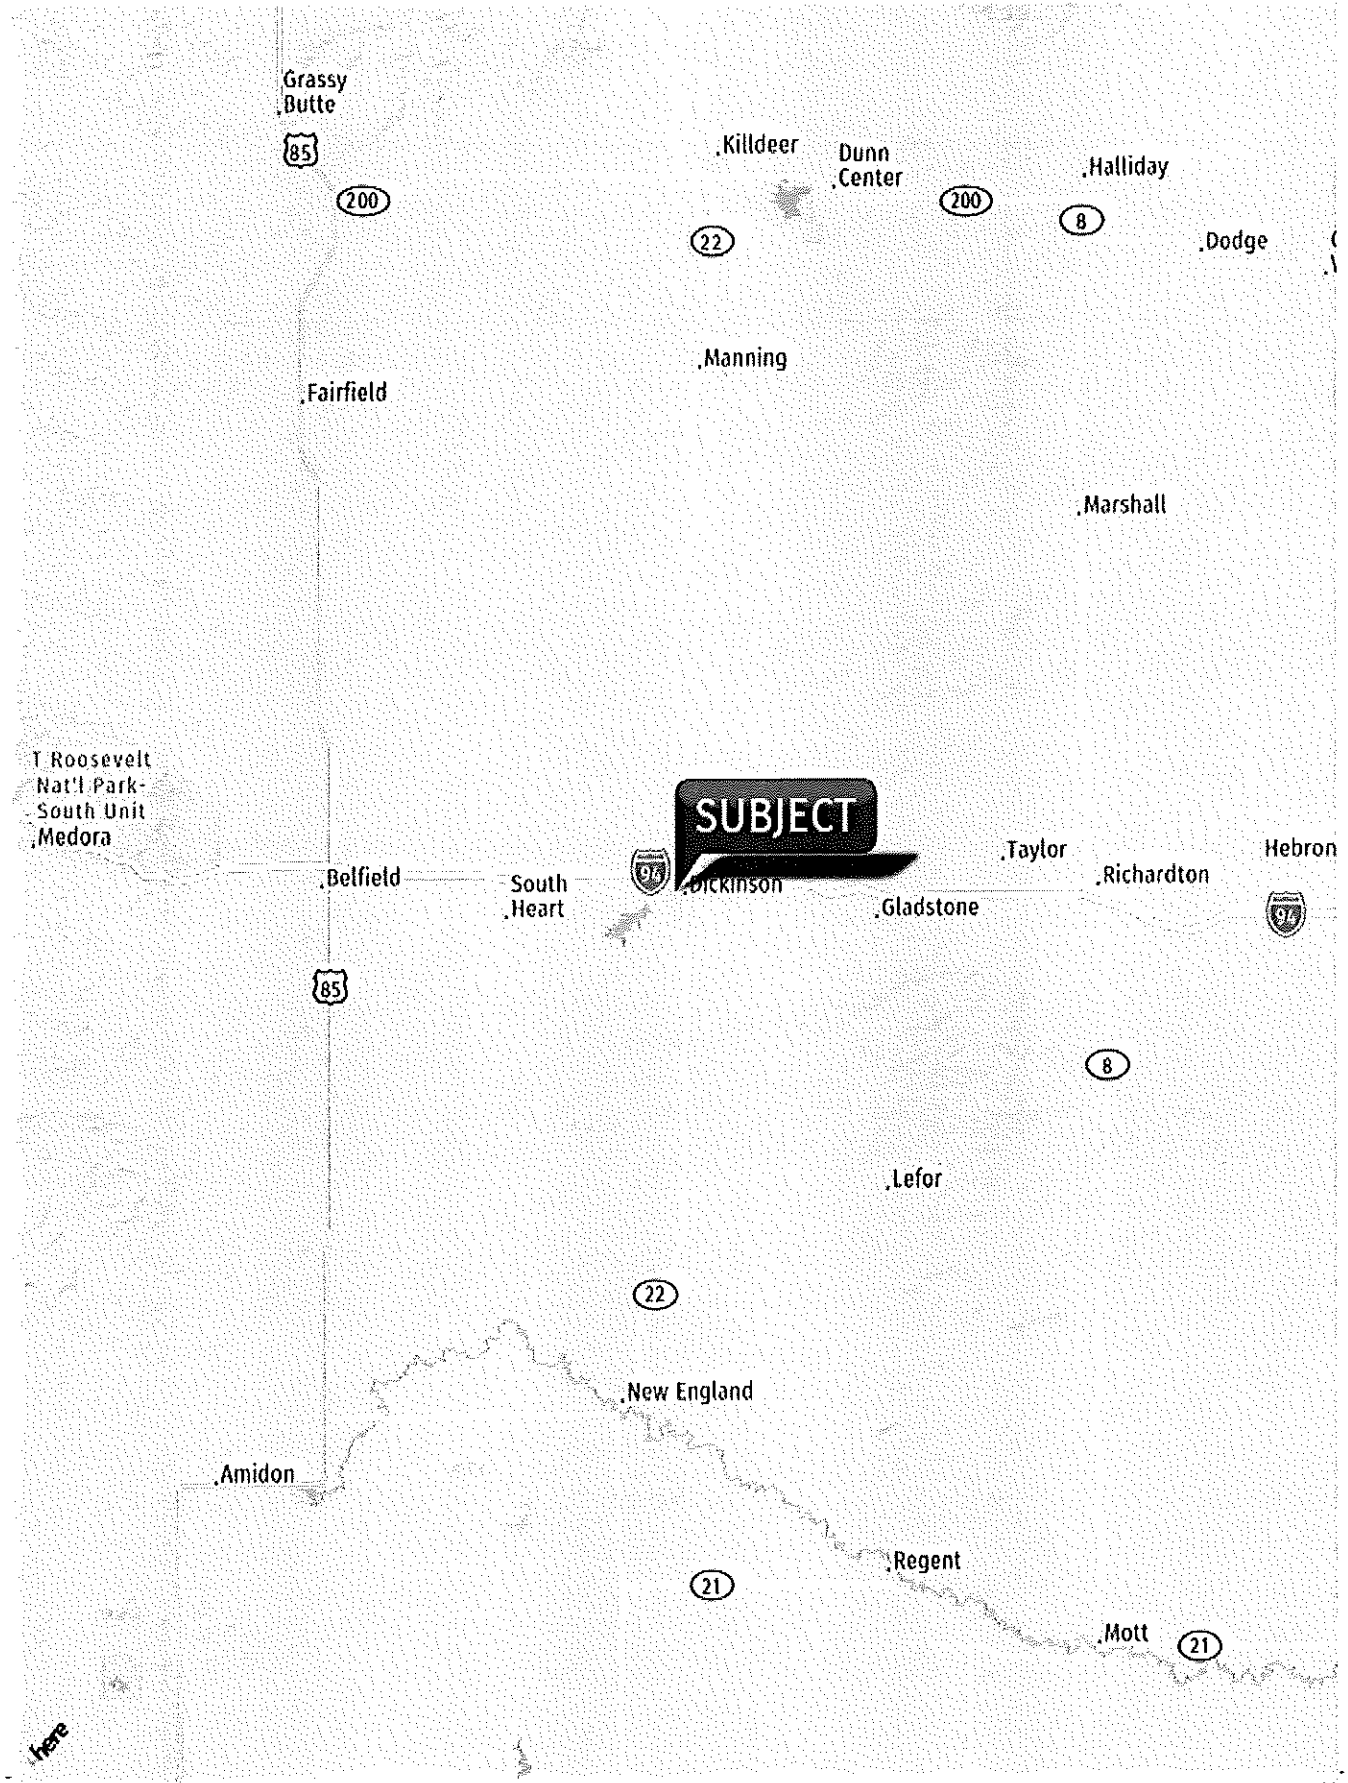 Grassy
Butte
85
200
Killdeer
Dunn
Center
200
Halliday
8
22
Dodge
Manning
Fairfield
Marshall
T Roosevelt
Nat'l Park-
South Unit
Medora
SUBJECT
94
Dickinson
Belfield
South
Heart
Gladstone
Taylor
Richardton
Hebron
94
85
8
Lefor
22
New England
Amidon
Regent
21
Mott
21
here